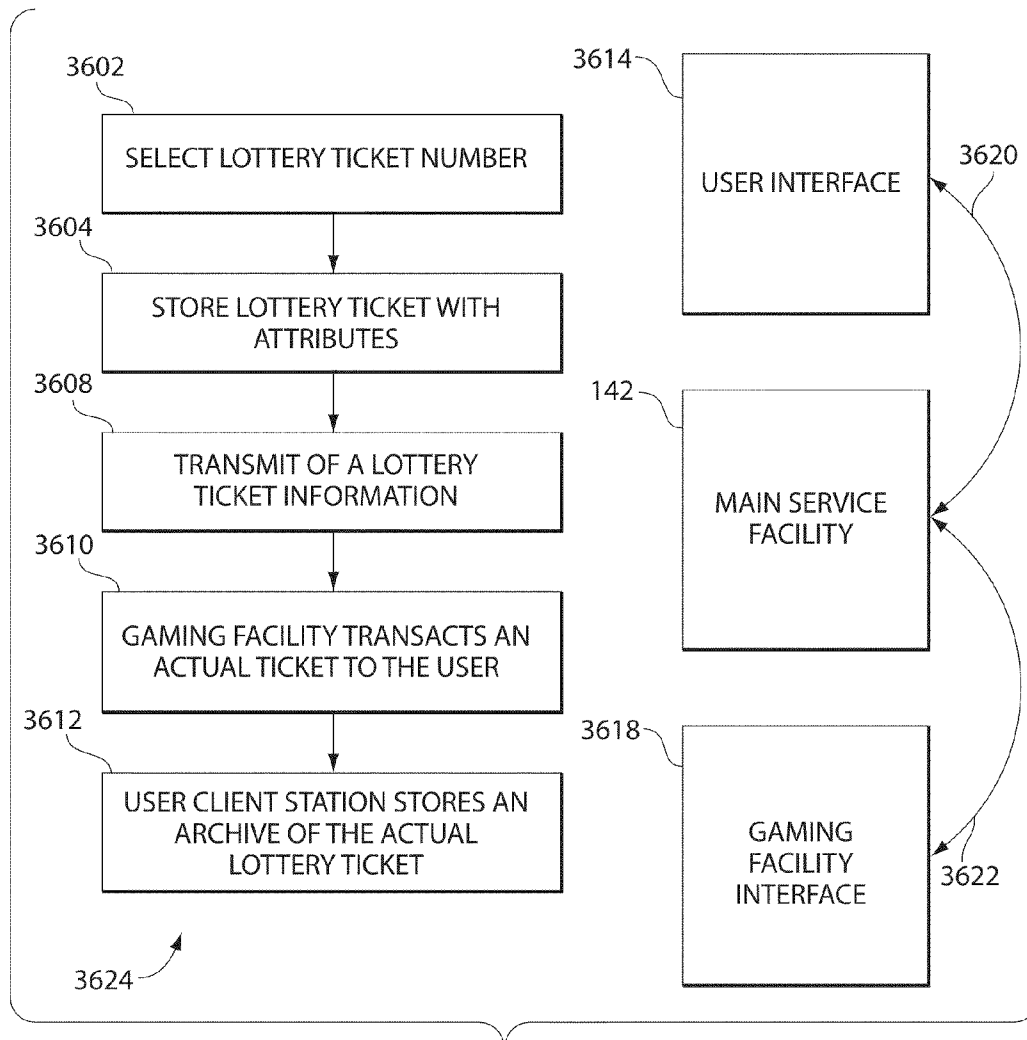 3602
SELECT LOTTERY TICKET NUMBER
3604
STORE LOTTERY TICKET WITH
ATTRIBUTES
3608
TRANSMIT OF A LOTTERY
TICKET INFORMATION
3610
GAMING FACILITY TRANSACTS AN
ACTUAL TICKET TO THE USER
3612
USER CLIENT STATION STORES AN
ARCHIVE OF THE ACTUAL
LOTTERY TICKET
3624
3614
USER INTERFACE
3620
142
MAIN SERVICE
FACILITY
3618
GAMING
FACILITY
INTERFACE
3622